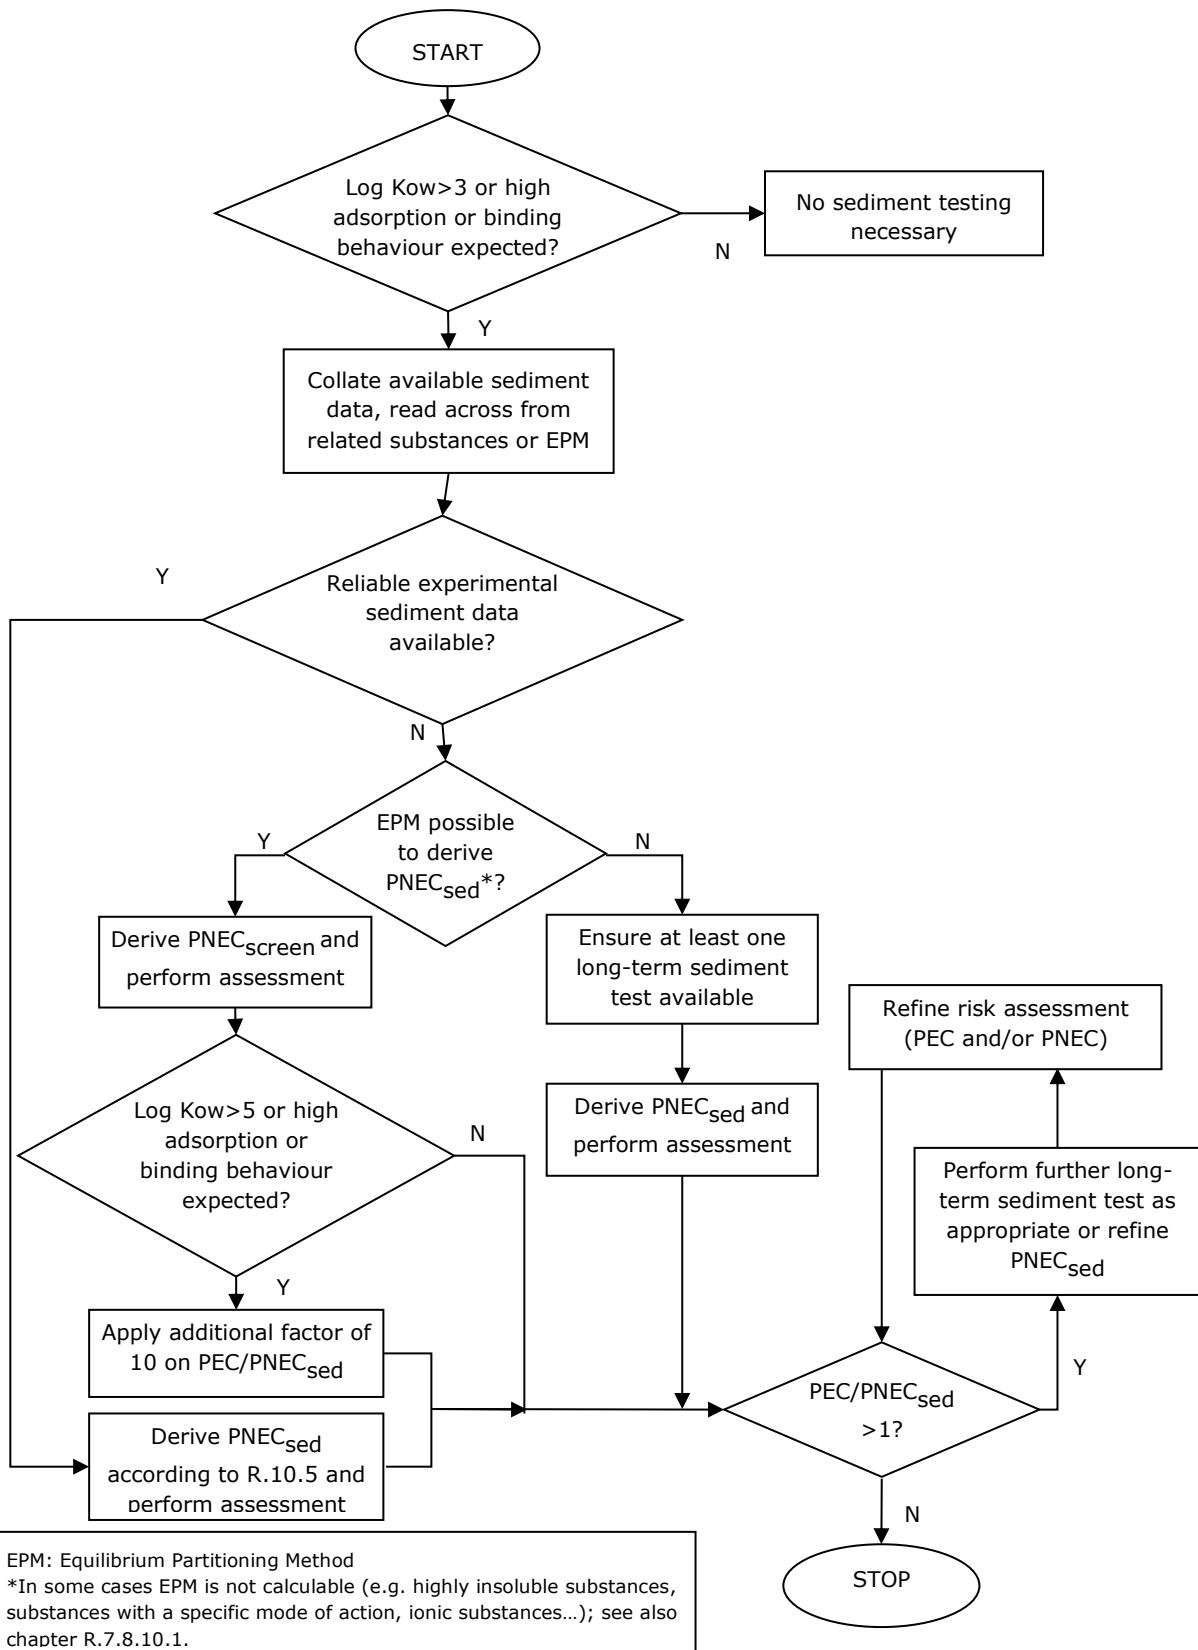 START
Log Kow>3 or high
adsorption or binding
behaviour expected?
N
No sediment testing
necessary
Y
Collate available sediment
data, read across from
related substances or EPM
Y
Reliable experimental
sediment data
available?
N
EPM possible
to derive
PNECsed*?
Y
N
Derive PNECscreen and
perform assessment
Ensure at least one
long-term sediment
test available
Refine risk assessment
(PEC and/or PNEC)
Log Kow>5 or high
adsorption or
binding behaviour
expected?
N
Derive PNECsed and
perform assessment
Perform further long-
term sediment test as
appropriate or refine
PNECsed
Y
Apply additional factor of
10 on PEC/PNECsed
PEC/PNECsed
>1?
Y
Derive PNECsed
according to R.10.5 and
perform assessment
N
STOP
EPM: Equilibrium Partitioning Method
*In some cases EPM is not calculable (e.g. highly insoluble substances,
substances with a specific mode of action, ionic substances…); see also
chapter R.7.8.10.1.